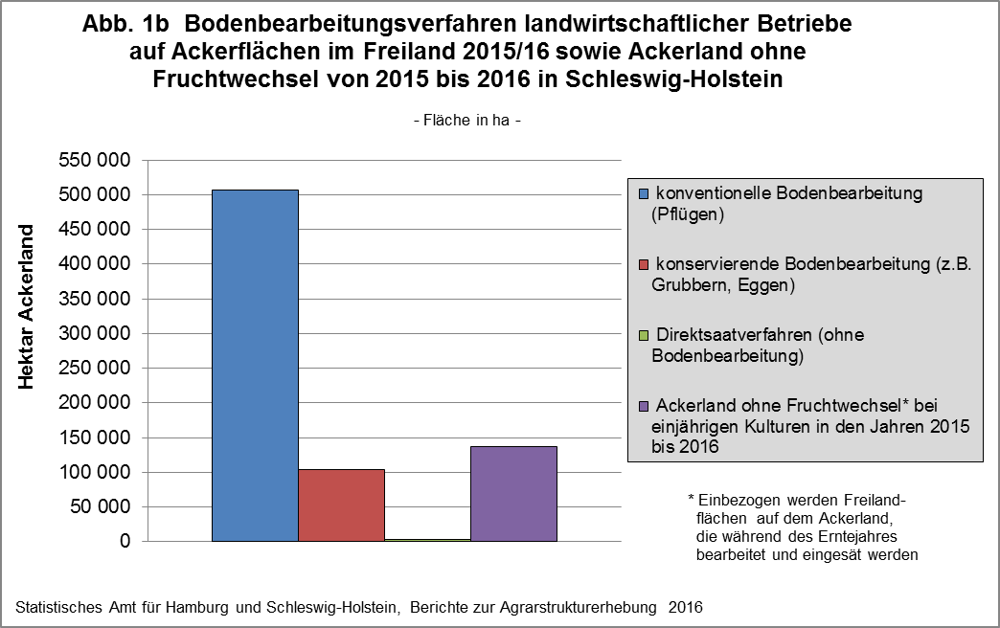 Abb. 1b  Bodenbearbeitungsverfahren landwirtschaftlicher Betriebe
auf Ackerflächen im Freiland 2015/16 sowie Ackerland ohne
Fruchtwechsel von 2015 bis 2016 in Schleswig-Holstein
- Fläche in ha -
Hektar Ackerland
550 000
500 000
450 000
400 000
350 000
300 000
250 000
200 000
150 000
100 000
50 000
0
konventionelle Bodenbearbeitung
(Pflügen)
konservierende Bodenbearbeitung (z.B.
Grubbern, Eggen)
Direktsaatverfahren (ohne
Bodenbearbeitung)
Ackerland ohne Fruchtwechsel* bei
einjährigen Kulturen in den Jahren 2015
bis 2016
* Einbezogen werden Freiland-
flächen auf dem Ackerland,
die während des Erntejahres
bearbeitet und eingesät werden
Statistisches Amt für Hamburg und Schleswig-Holstein, Berichte zur Agrarstrukturerhebung 2016